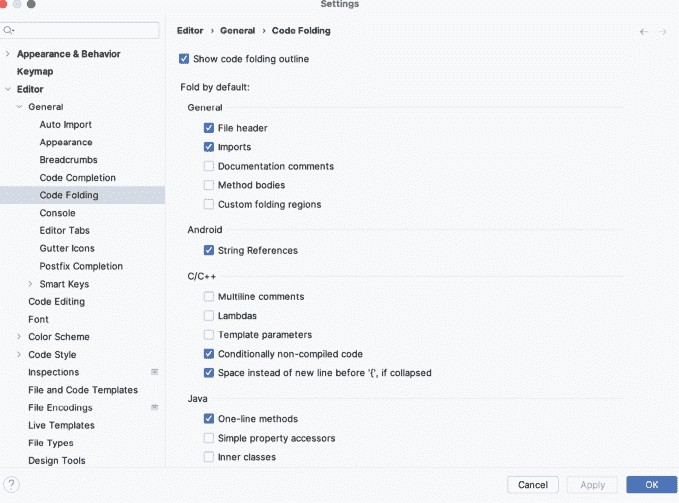 Settings
Appearance & Behavior
Keymap
Editor
General
Auto Import
Appearance
Breadcrumbs
Code Completion
Code Folding
Console
Editor Tabs
Gutter Icons
Postfix Completion
Smart Keys
Code Editing
Font
Color Scheme
Code Style
Inspections
File and Code Templates
File Encodings
Live Templates
File Types
Design Tools
?
Editor › General › Code Folding
Show code folding outline
Fold by default:
General
File header
Imports
Documentation comments
Method bodies
Custom folding regions
Android
String References
C/C++
Multiline comments
Lambdas
Template parameters
Conditionally non-compiled code
Space instead of new line before '{', if collapsed
Java
One-line methods
Simple property accessors
Inner classes
Cancel Apply OK